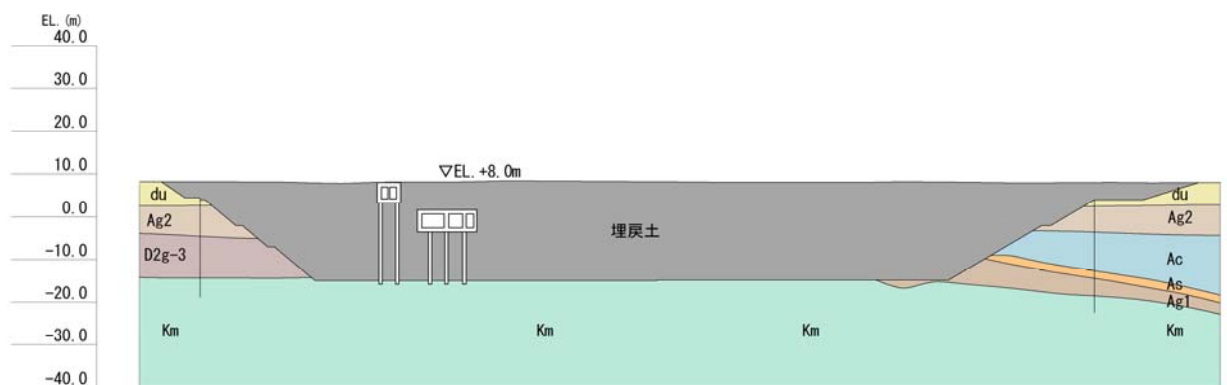 EL. (m)
40.0
30.0
20.0
10.0
0.0
-10.0
-20.0
-30.0
-40.0
▽EL. +8.0m
du
Ag2
D2g-3
Km
埋戻土
Km
Km
du
Ag2
Ac
As
Ag1
Km